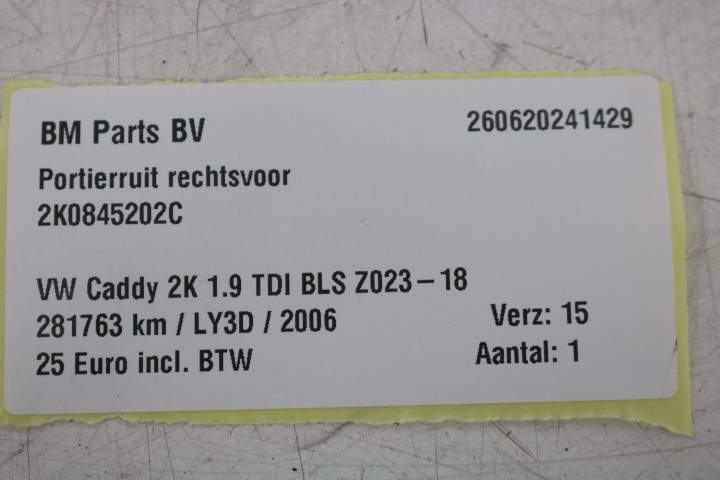 BM Parts BV 260620241429
Portierruit rechtsvoor
2K0845202C
VW Caddy 2K 1.9 TDI BLS Z023-18
281763 km / LY3D / 2006 Verz: 15
25 Euro incl. BTW Aantal: 1